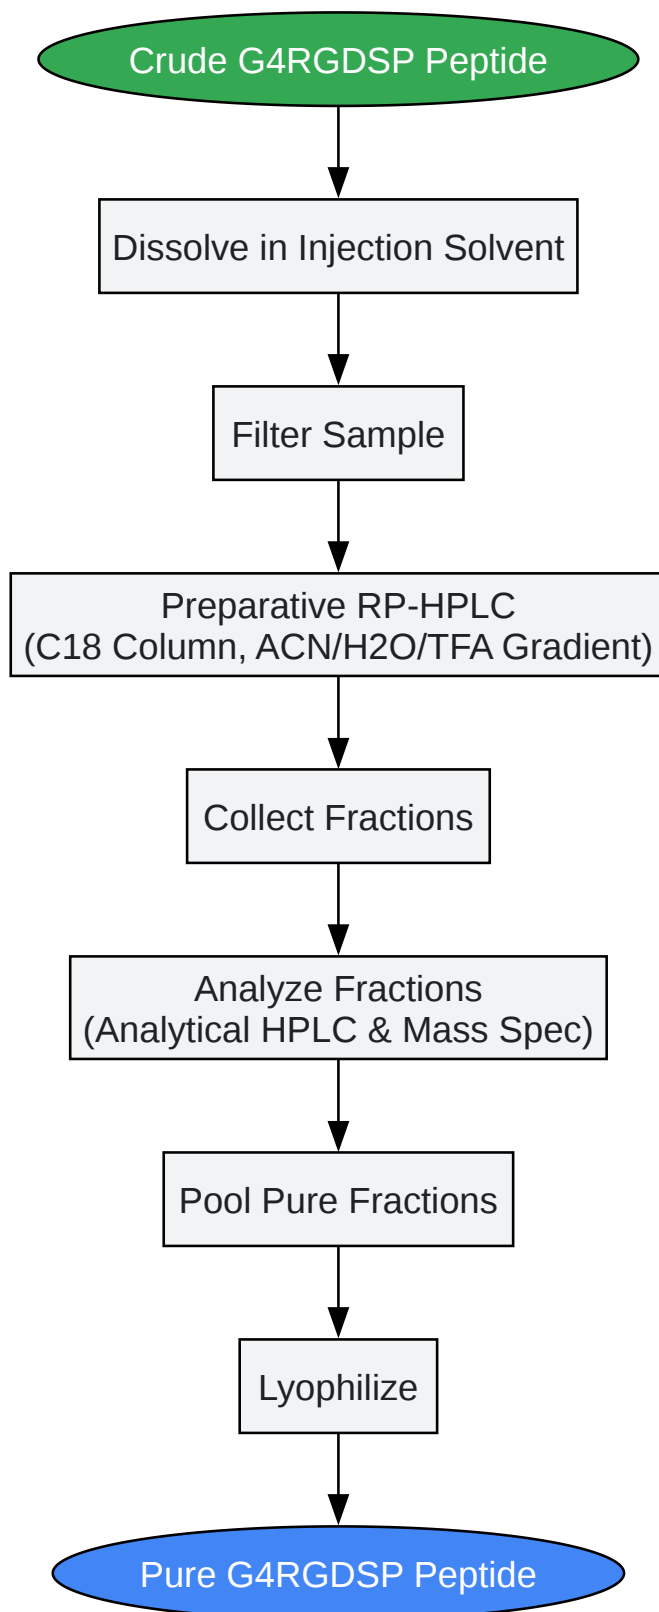 Crude G4RGDSP Peptide
Dissolve in Injection Solvent
Filter Sample
Preparative RP-HPLC
(C18 Column, ACN/H2O/TFA Gradient)
Collect Fractions
Analyze Fractions
(Analytical HPLC & Mass Spec)
Pool Pure Fractions
Lyophilize
Pure G4RGDSP Peptide